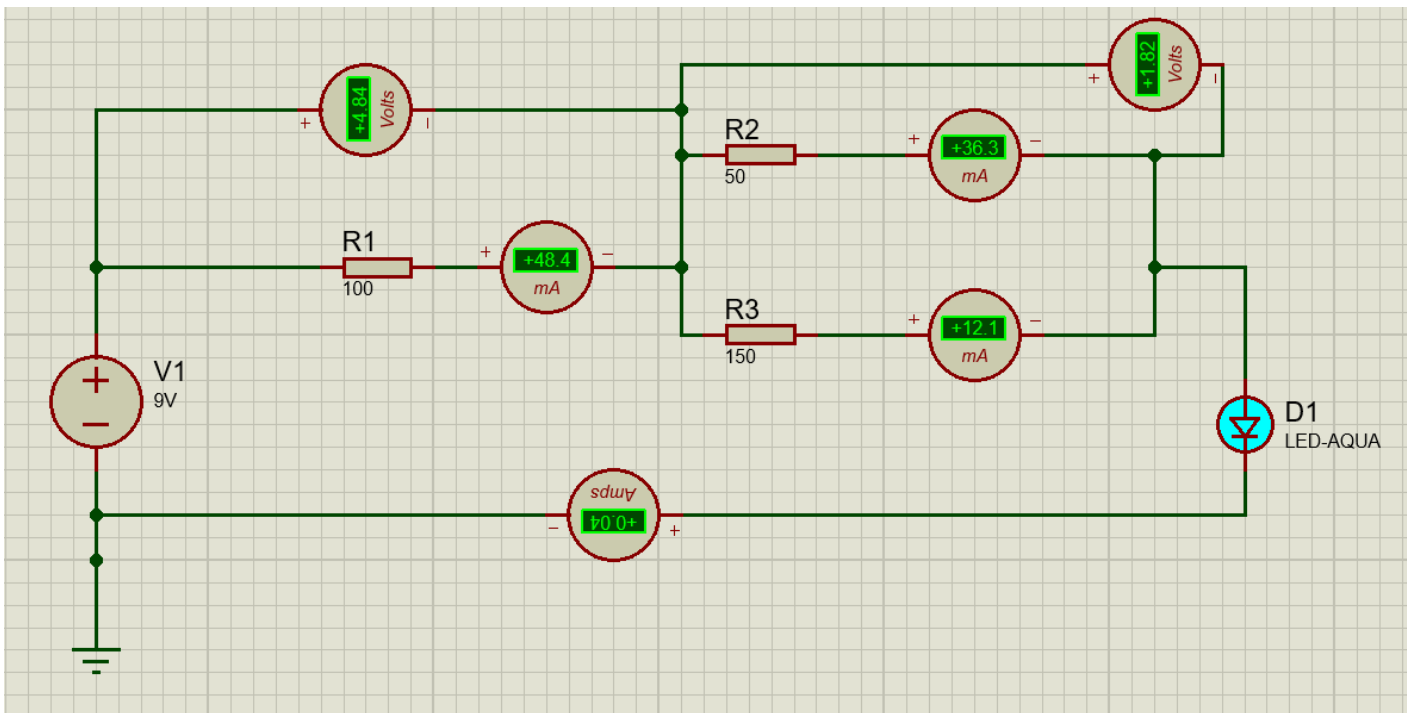 +1.82
Volts
+ −
+4.84
Volts
+ −
R2
50
+ −
+36.3
mA
R1
100
+ −
+48.4
mA
R3
150
+ −
+12.1
mA
V1
9V
+
−
D1
LED-AQUA
Amps
+0.04
− +